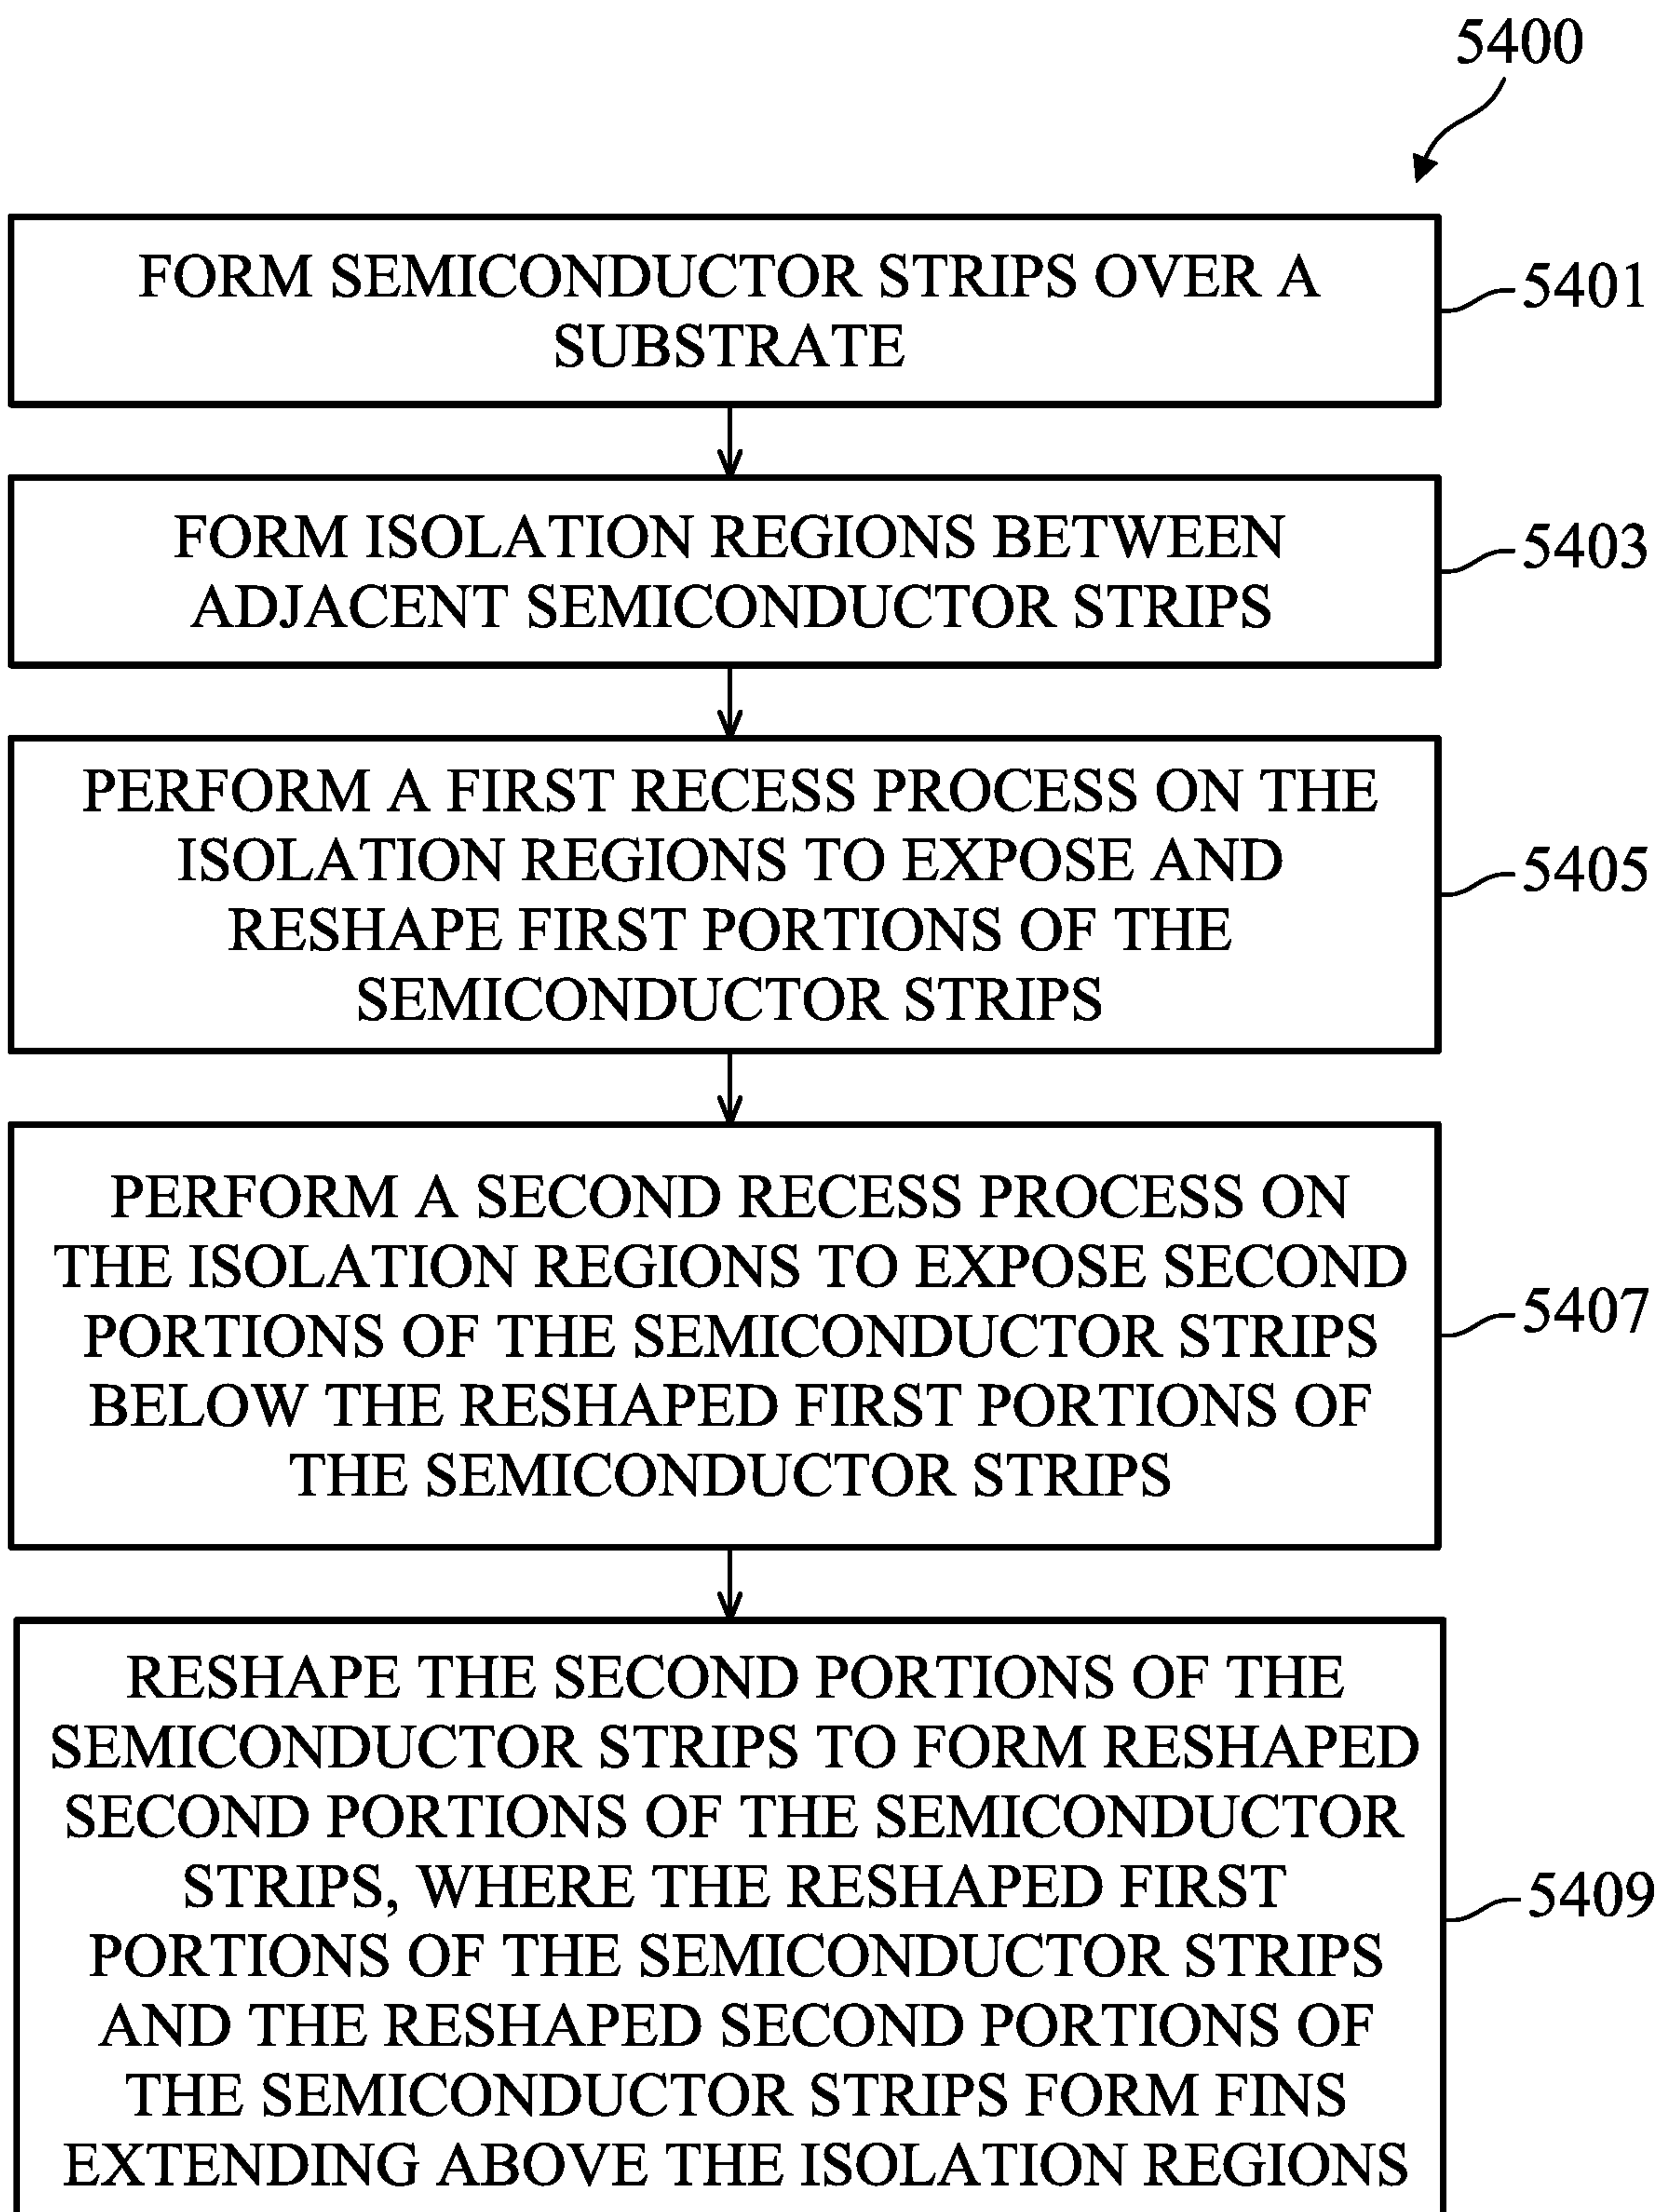 5400
FORM SEMICONDUCTOR STRIPS OVER A
SUBSTRATE
5401
FORM ISOLATION REGIONS BETWEEN
ADJACENT SEMICONDUCTOR STRIPS
5403
PERFORM A FIRST RECESS PROCESS ON THE
ISOLATION REGIONS TO EXPOSE AND
RESHAPE FIRST PORTIONS OF THE
SEMICONDUCTOR STRIPS
5405
PERFORM A SECOND RECESS PROCESS ON
THE ISOLATION REGIONS TO EXPOSE SECOND
PORTIONS OF THE SEMICONDUCTOR STRIPS
BELOW THE RESHAPED FIRST PORTIONS OF
THE SEMICONDUCTOR STRIPS
5407
RESHAPE THE SECOND PORTIONS OF THE
SEMICONDUCTOR STRIPS TO FORM RESHAPED
SECOND PORTIONS OF THE SEMICONDUCTOR
STRIPS, WHERE THE RESHAPED FIRST
PORTIONS OF THE SEMICONDUCTOR STRIPS
AND THE RESHAPED SECOND PORTIONS OF
THE SEMICONDUCTOR STRIPS FORM FINS
EXTENDING ABOVE THE ISOLATION REGIONS
5409